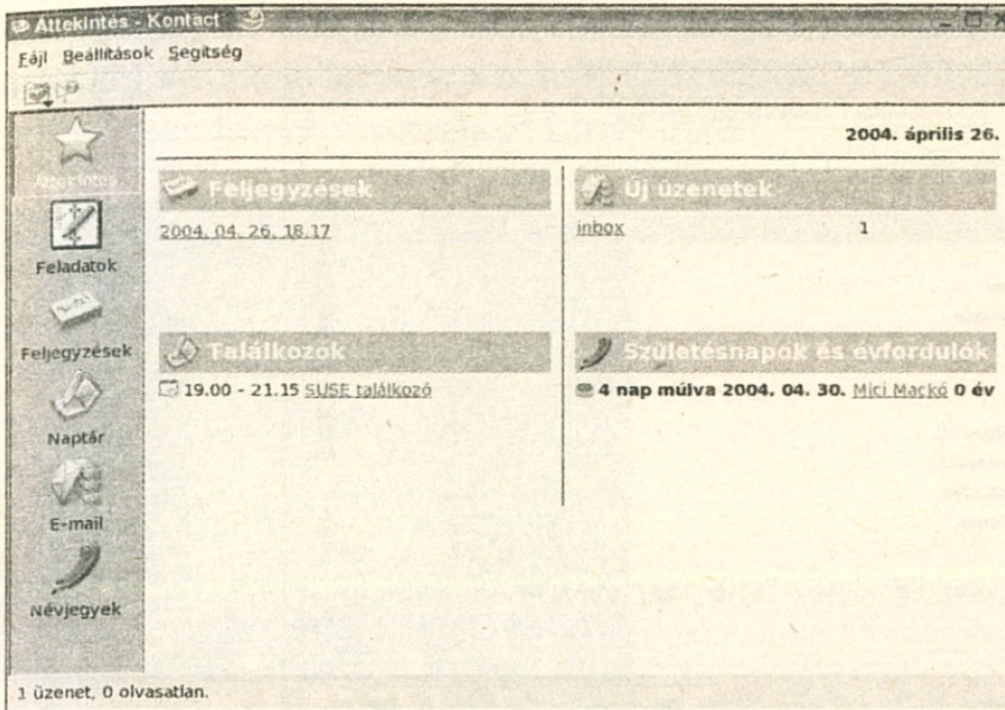 Áttekintés - Kontact
Fájl Beállítások Segítség
2004. április 26.
Áttekintés
Feladatok
Feljegyzések
Naptár
E-mail
Névjegyek
Feljegyzések
2004. 04. 26. 18.17
Új üzenetek
inbox 1
Találkozók
19.00 - 21.15 SUSE találkozó
Születésnapok és évfordulók
4 nap múlva 2004. 04. 30. Mici Mackó 0 év
1 üzenet, 0 olvasatlan.